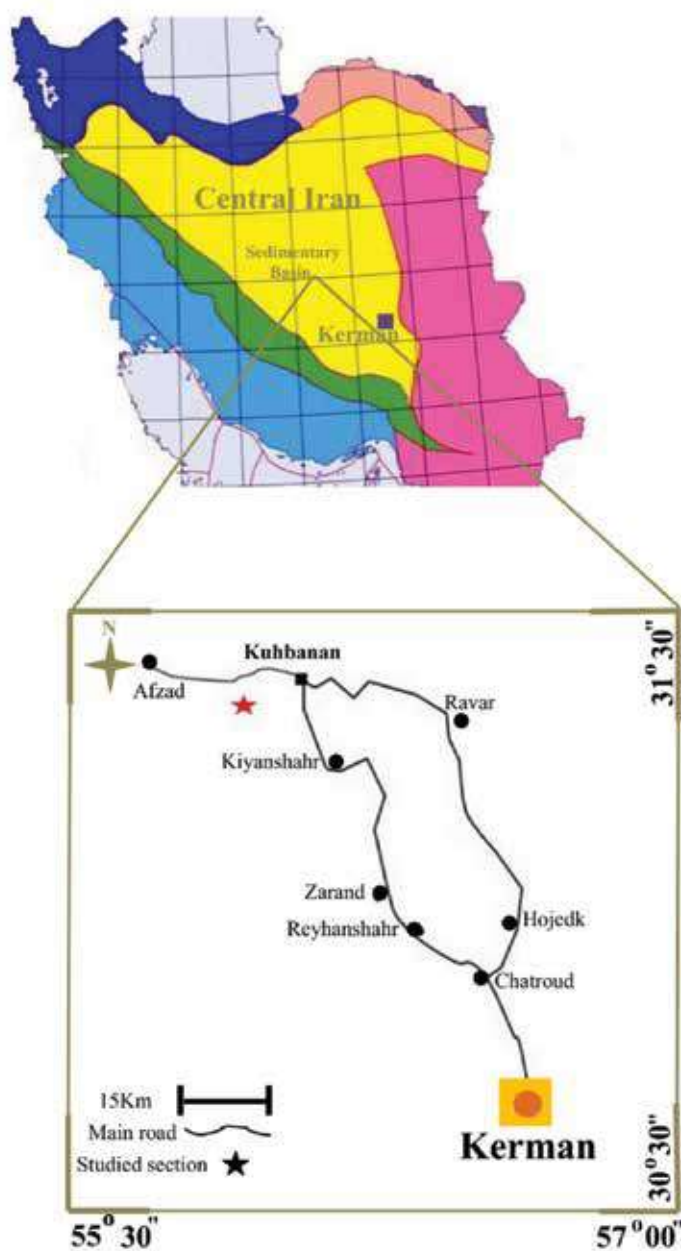 Central Iran
Sedimentary
Basin
Kerman
N
Afzad
Kuhbanan
Ravar
Kiyanshahr
Zarand
Reyhanshahr
Hojedk
Chatroud
15Km
Main road
Studied section
Kerman
31° 30"
30° 30"
55° 30"
57° 00"